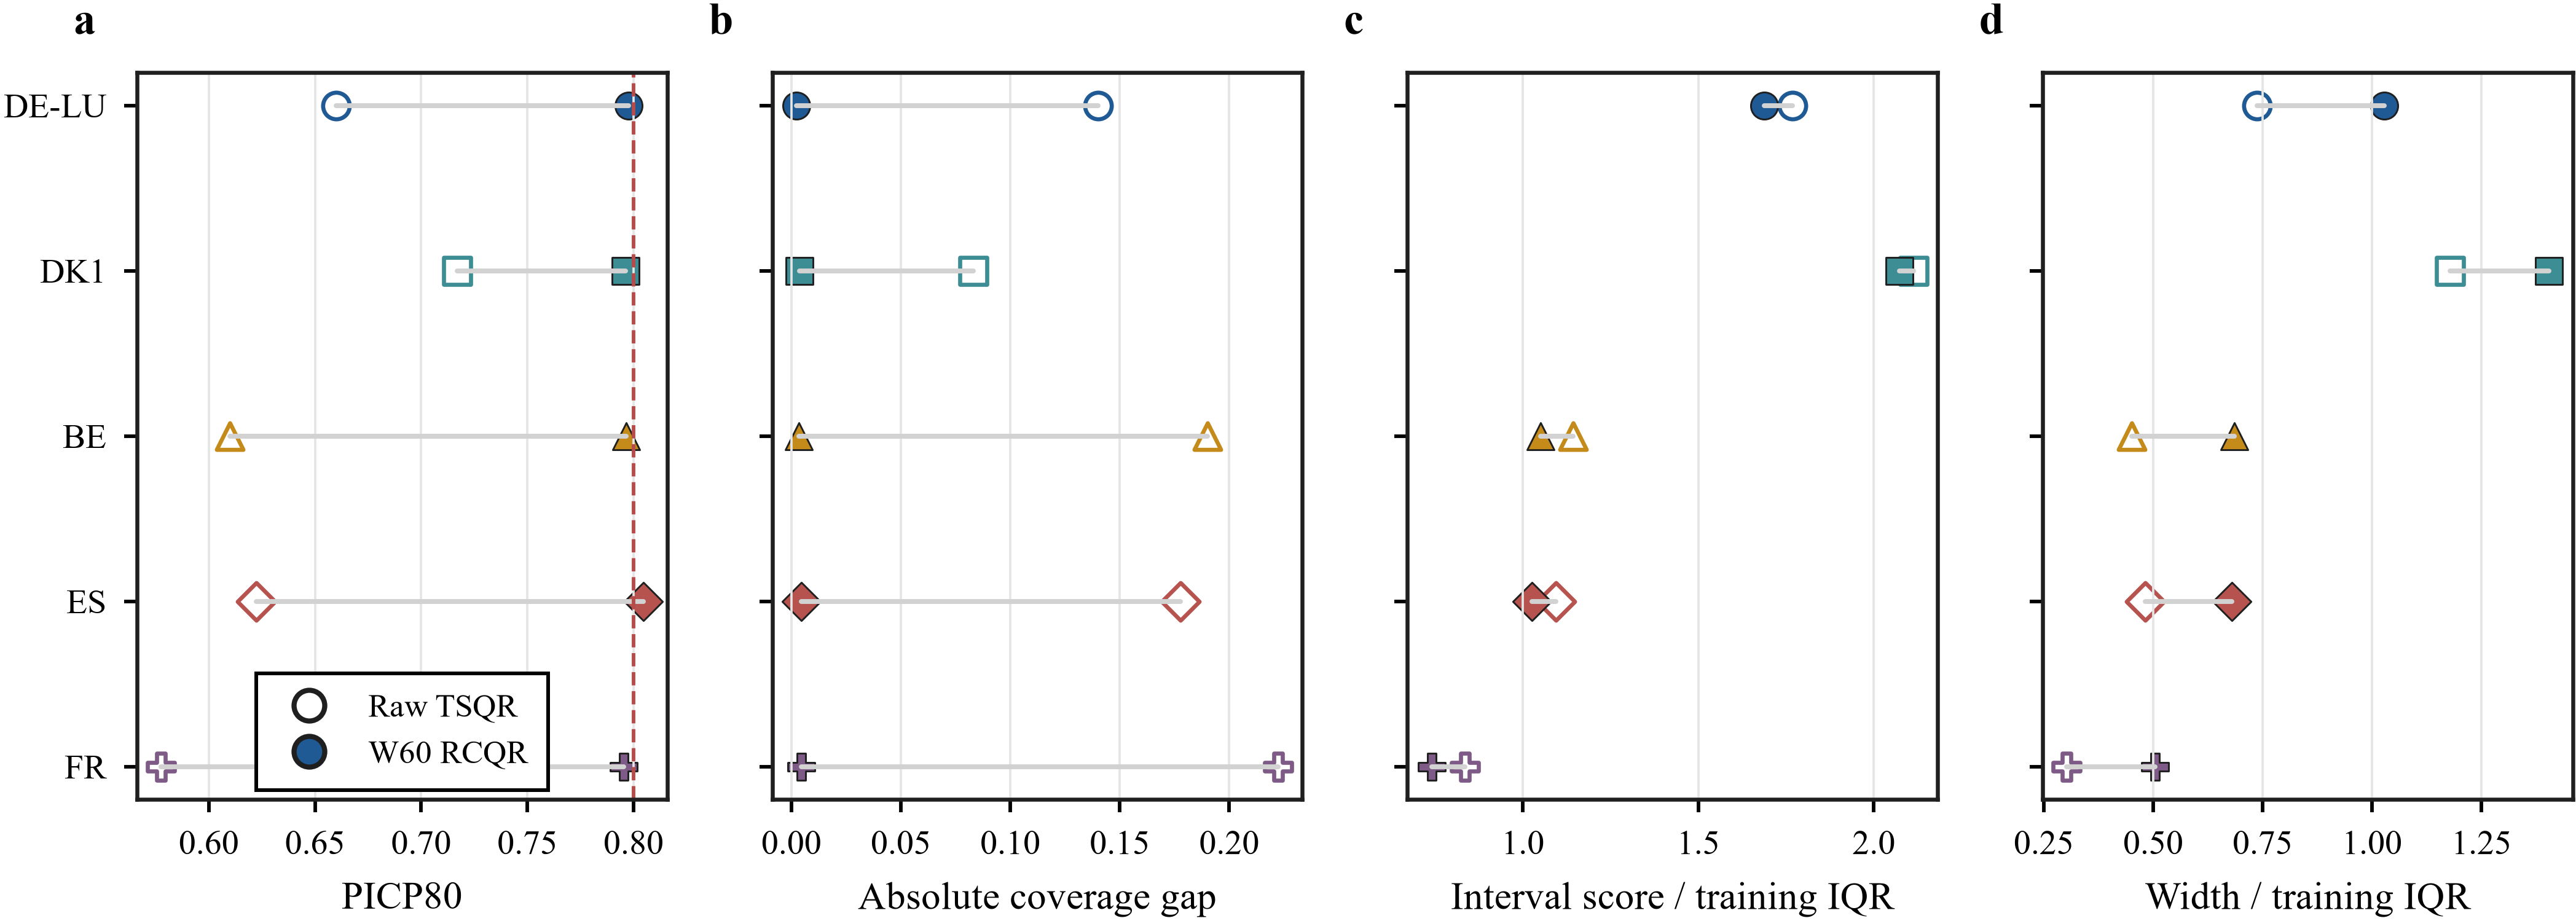 a
b
c
d
DE-LU
DK1
BE
ES
FR
Raw TSQR
W60 RCQR
0.60 0.65 0.70 0.75 0.80
PICP80
0.00 0.05 0.10 0.15 0.20
Absolute coverage gap
1.0 1.5 2.0
Interval score / training IQR
0.25 0.50 0.75 1.00 1.25
Width / training IQR